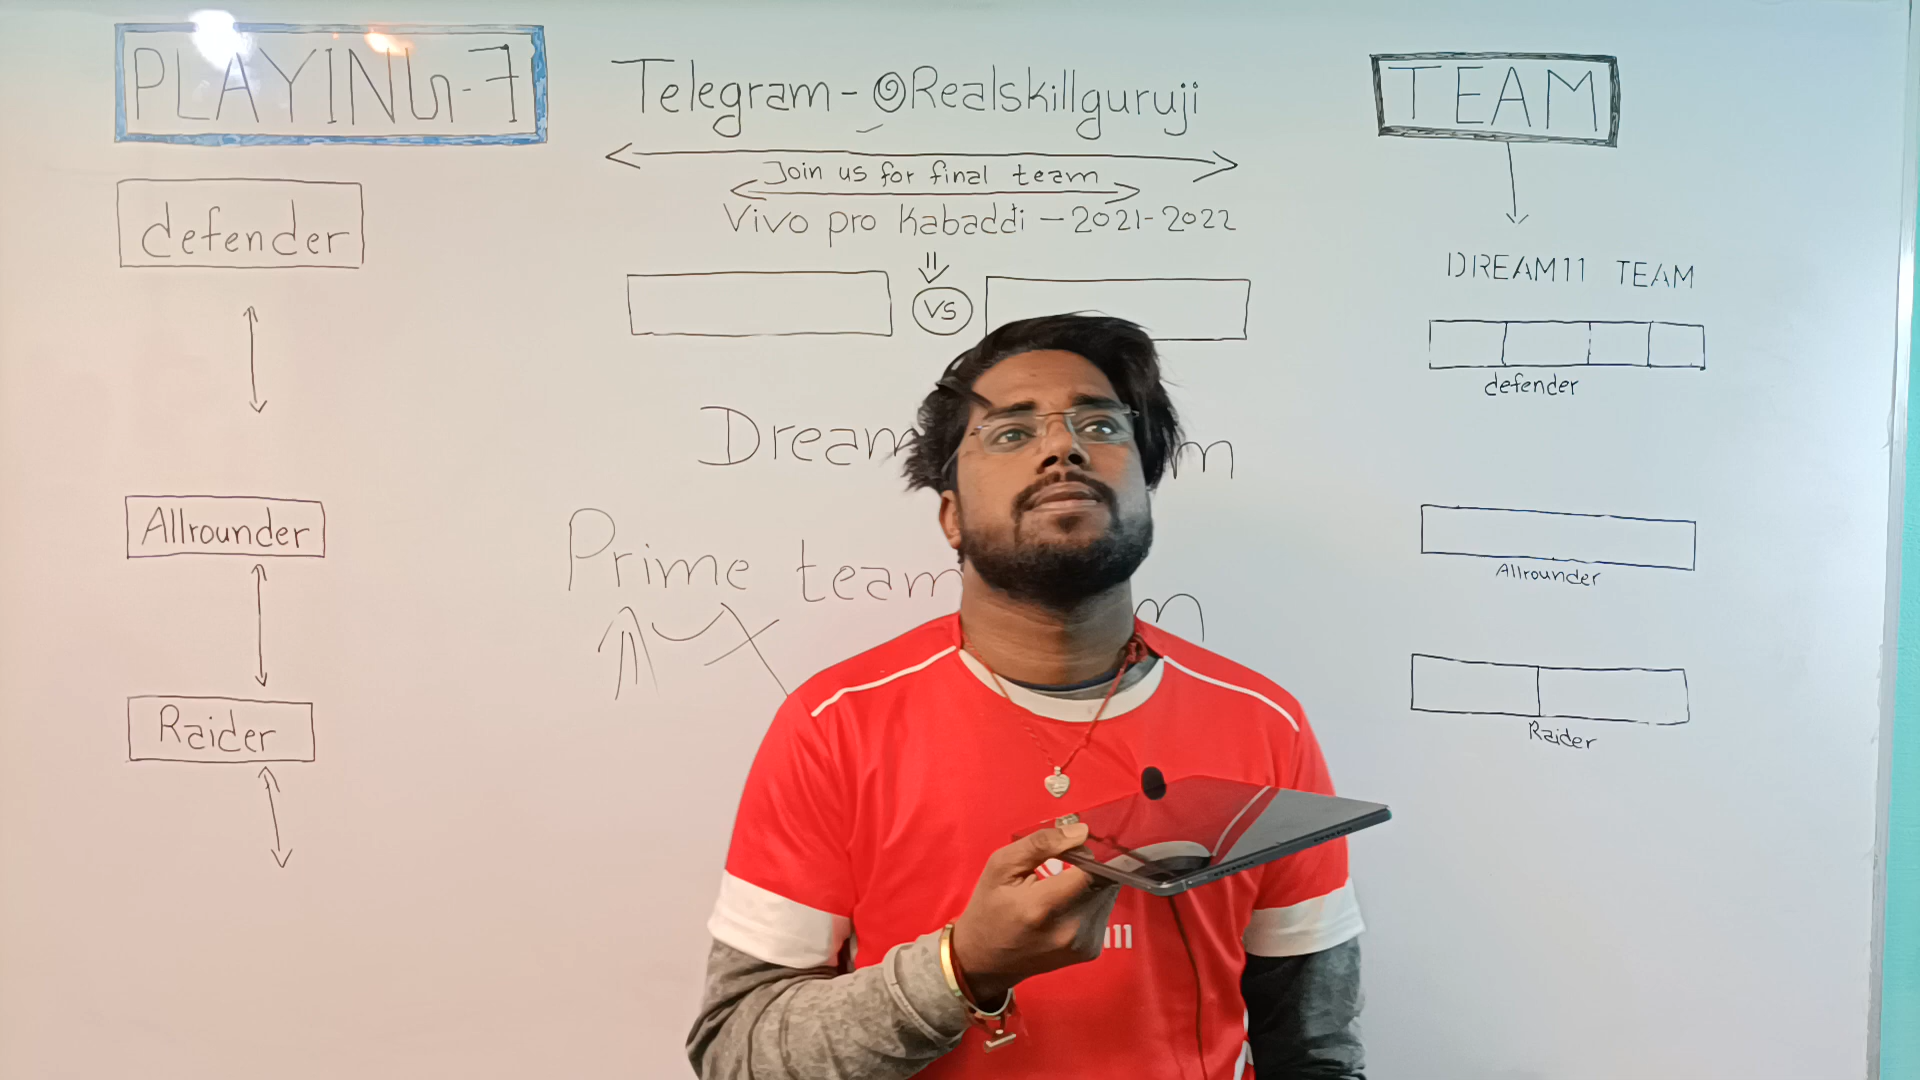 PLAYING-7
defender
Allrounder
Raider
Telegram - @Realskillguruji
Join us for final team
Vivo pro Kabaddi - 2021-2022
VS
Prime team
TEAM
DREAM11 TEAM
defender
Allrounder
Raider